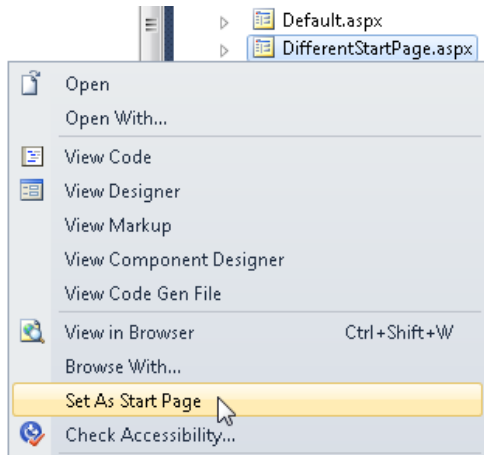 Default.aspx
DifferentStartPage.aspx
Open
Open With...
View Code
View Designer
View Markup
View Component Designer
View Code Gen File
View in Browser Ctrl+Shift+W
Browse With...
Set As Start Page
Check Accessibility...